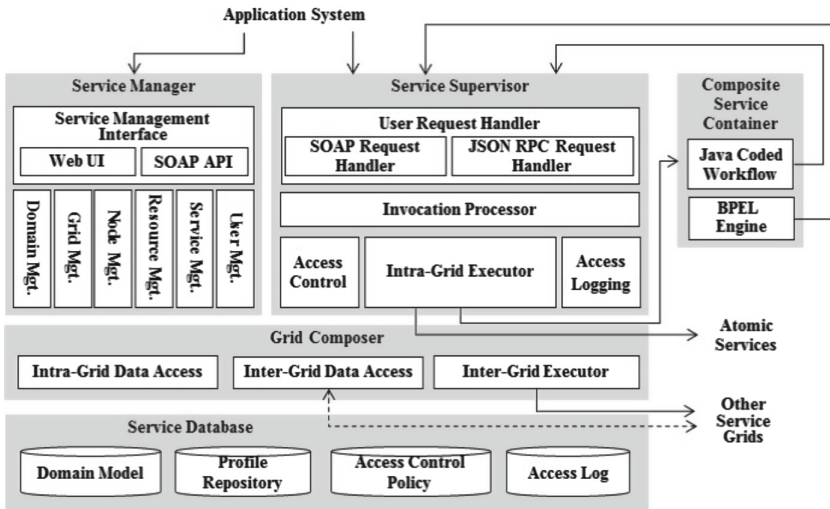 Application System
Service Manager
Service Management
Interface
Web UI
SOAP API
Domain Mgt.
Grid Mgt.
Node Mgt.
Resource Mgt.
Service Mgt.
User Mgt.
Service Supervisor
User Request Handler
SOAP Request
Handler
JSON RPC Request
Handler
Invocation Processor
Access
Control
Intra-Grid Executor
Access
Logging
Composite
Service
Container
Java Coded
Workflow
BPEL
Engine
Grid Composer
Intra-Grid Data Access
Inter-Grid Data Access
Inter-Grid Executor
Atomic
Services
Other
Service
Grids
Service Database
Domain Model
Profile
Repository
Access Control
Policy
Access Log